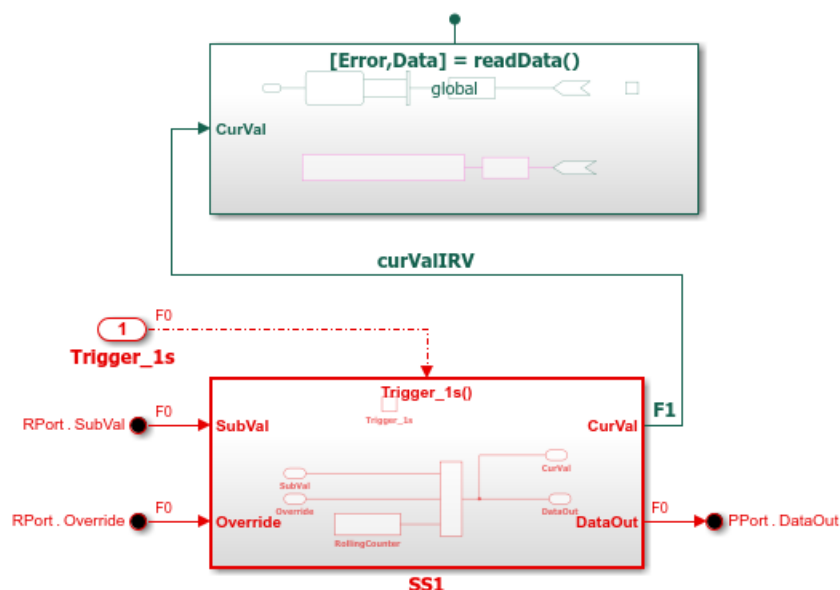 [Error,Data] = readData()
global
CurVal
curValIRV
F0
1
Trigger_1s
Trigger_1s()
Trigger_1s
F0
RPort . SubVal
SubVal
CurVal
F1
CurVal
SubVal
Override
DataOut
F0
RPort . Override
Override
RollingCounter
DataOut
F0
PPort . DataOut
SS1